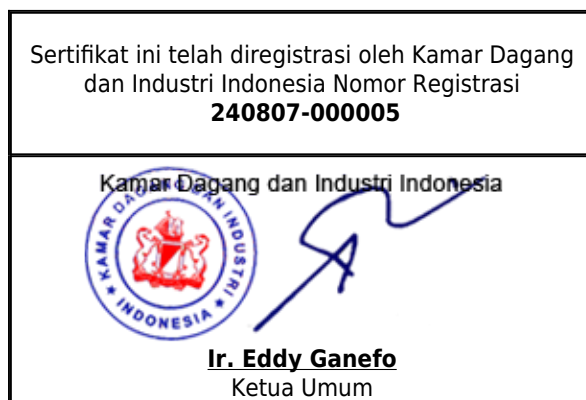 Sertifikat ini telah diregistrasi oleh Kamar Dagang
dan Industri Indonesia Nomor Registrasi
240807-000005
Kamar Dagang dan Industri Indonesia
KAMAR DAGANG DAN INDUSTRI
INDONESIA
Ir. Eddy Ganefo
Ketua Umum